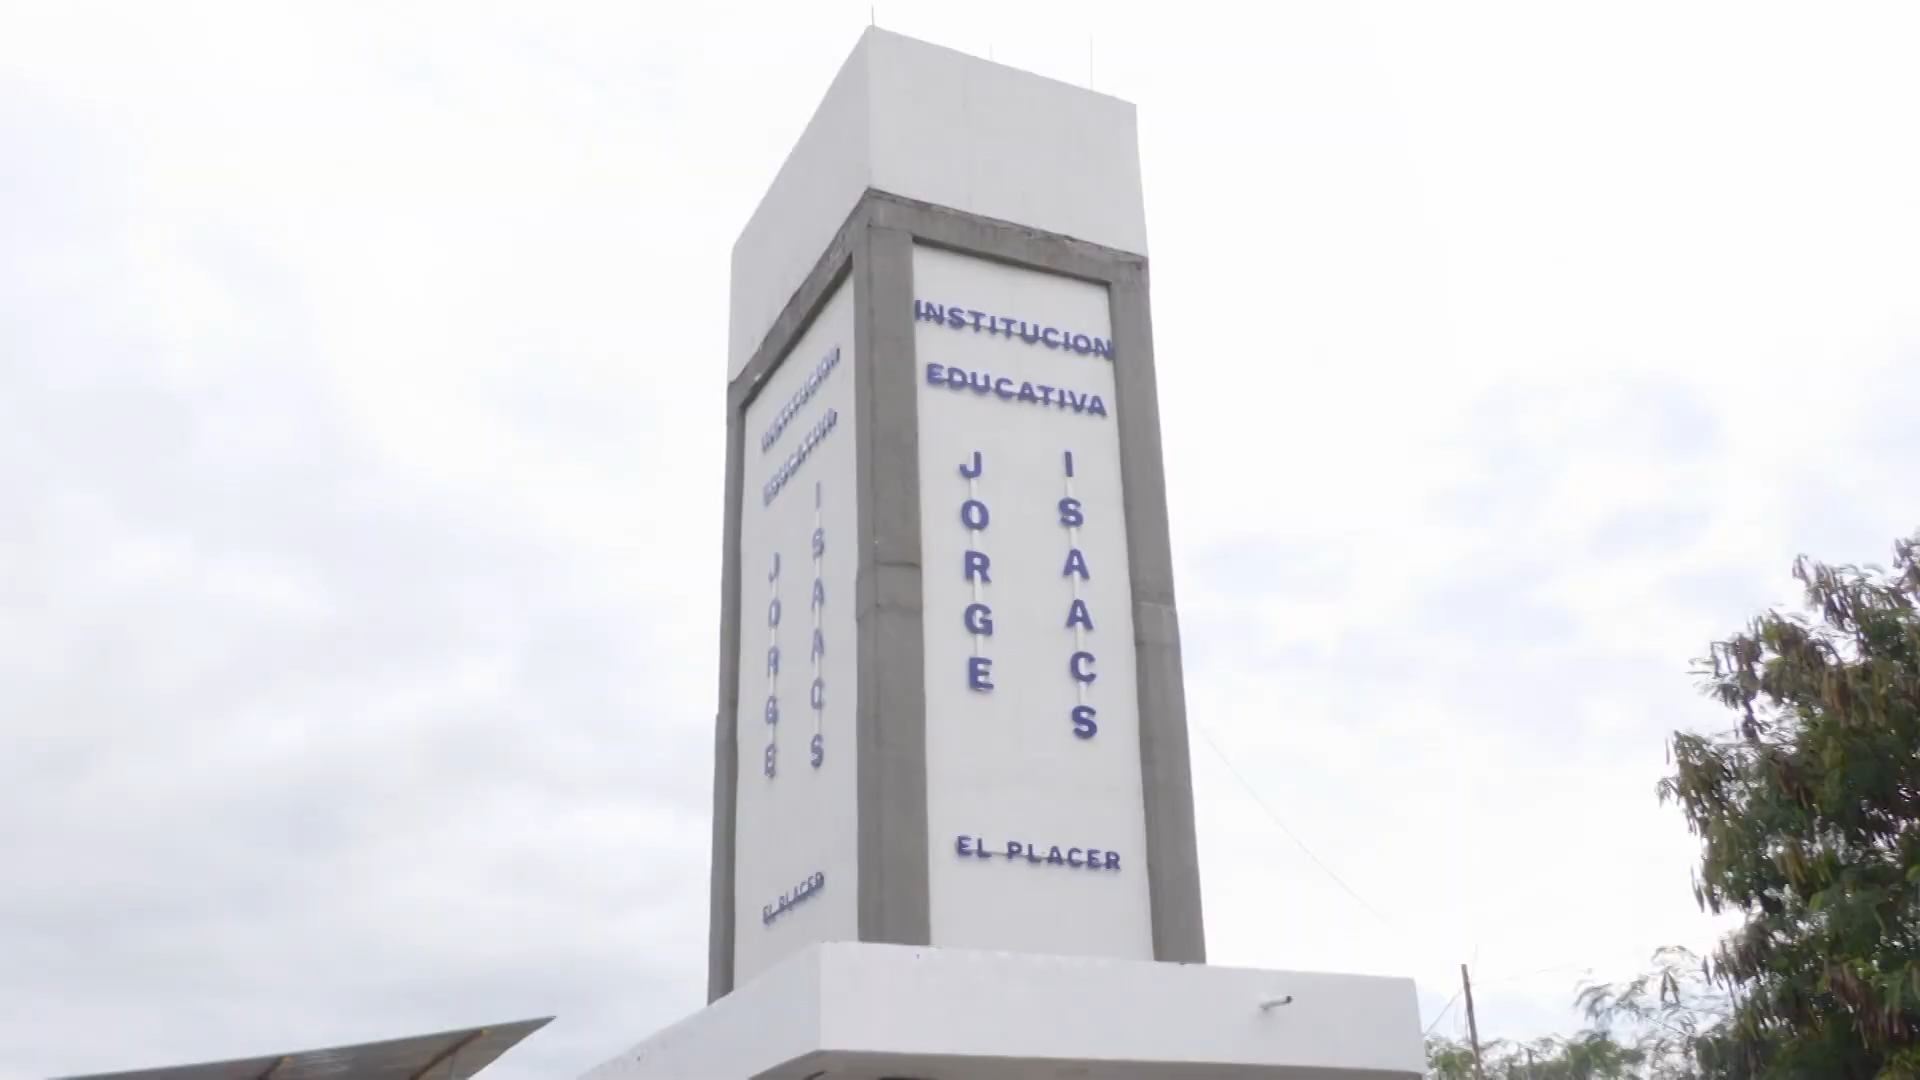 INSTITUCION
EDUCATIVA
JORGE
ISAACS
EL PLACER
INSTITUCION
EDUCATIVA
JORGE
ISAACS
EL PLACER